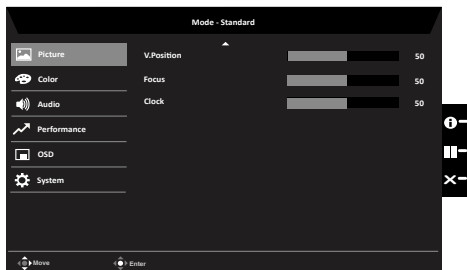 Mode - Standard
Picture
V.Position 50
Color
Focus 50
Audio
Clock 50
Performance
OSD
System
Move Enter